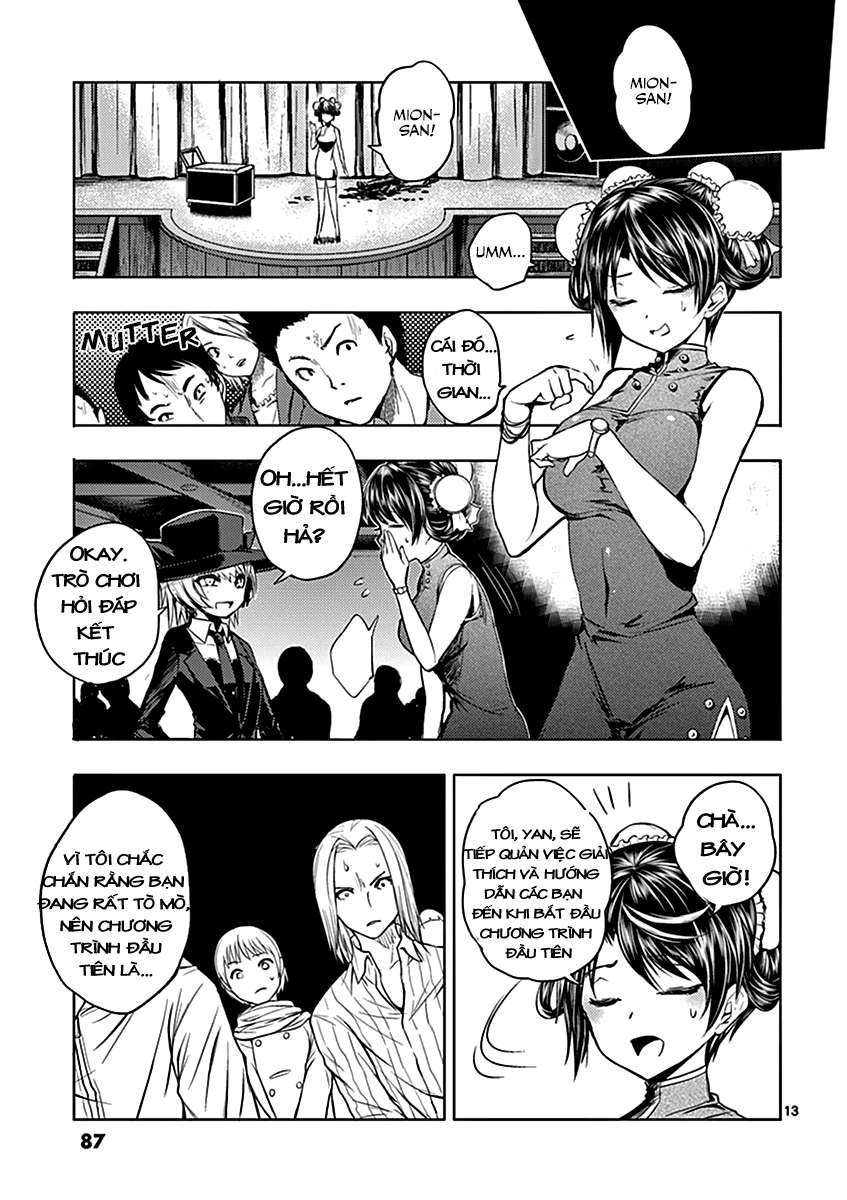 MION-
SAN!
MION-
SAN!
UMM...
MUTTER
CÁI ĐÓ...
THỜI
GIAN...
OH...HẾT
GIỜ RỒI
HẢ?
OKAY.
TRÒ CHƠI
HỎI ĐÁP
KẾT
THÚC
CHÀ...
BÂY
GIỜ!
TÔI, YAN, SẼ
TIẾP QUẢN VIỆC GIẢI
THÍCH VÀ HƯỚNG
DẪN CÁC BẠN
ĐẾN KHI BẮT ĐẦU
CHƯƠNG TRÌNH
ĐẦU TIÊN
VÌ TÔI CHẮC
CHẮN RẰNG BẠN
ĐANG RẤT TÒ MÒ,
NÊN CHƯƠNG
TRÌNH ĐẦU
TIÊN LÀ...
13
87